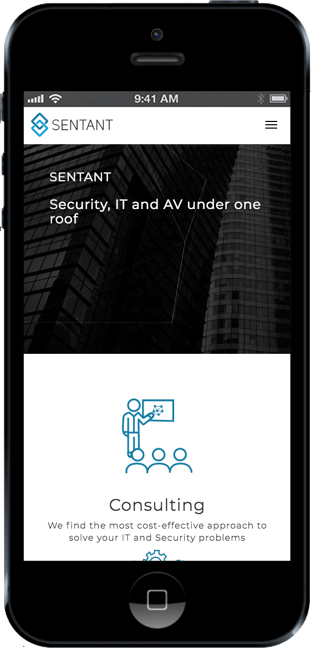 9:41 AM
SENTANT
SENTANT
Security, IT and AV under one
roof
Consulting
We find the most cost-effective approach to
solve your IT and Security problems